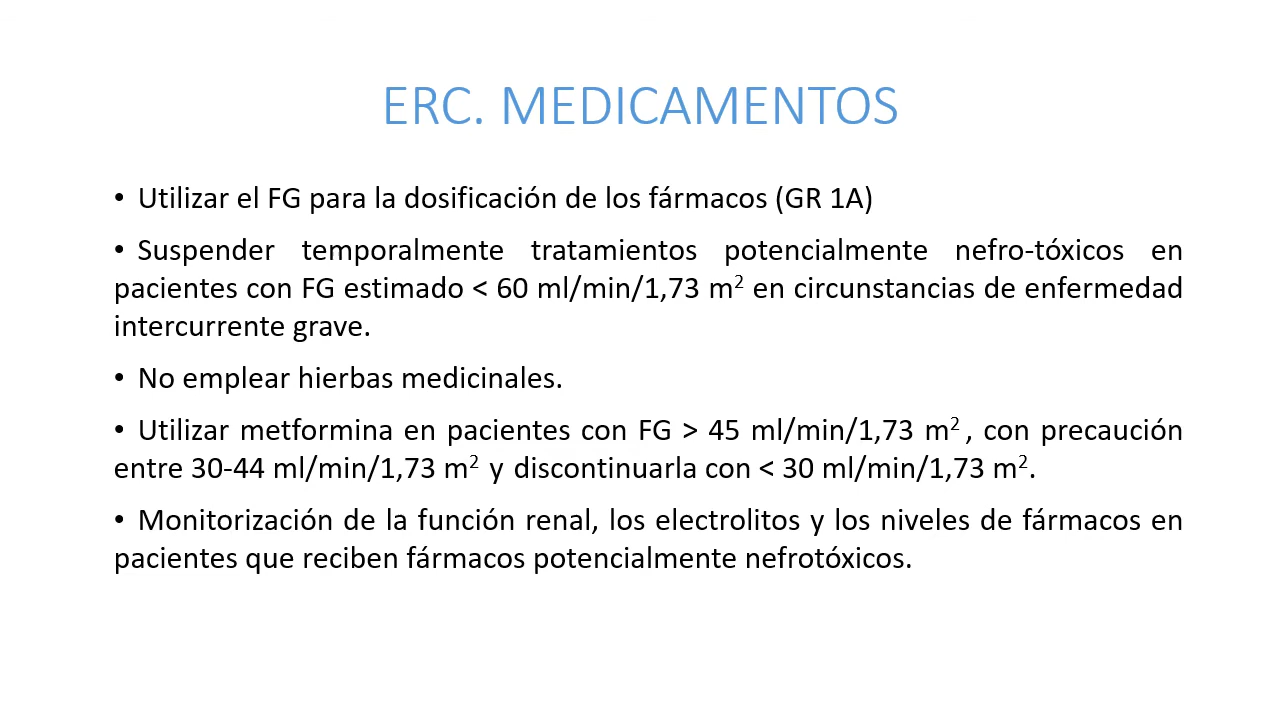 ERC. MEDICAMENTOS
• Utilizar el FG para la dosificación de los fármacos (GR 1A)
• Suspender temporalmente tratamientos potencialmente nefro-tóxicos en
pacientes con FG estimado < 60 ml/min/1,73 m² en circunstancias de enfermedad
intercurrente grave.
• No emplear hierbas medicinales.
• Utilizar metformina en pacientes con FG > 45 ml/min/1,73 m² , con precaución
entre 30-44 ml/min/1,73 m² y discontinuarla con < 30 ml/min/1,73 m².
• Monitorización de la función renal, los electrolitos y los niveles de fármacos en
pacientes que reciben fármacos potencialmente nefrotóxicos.